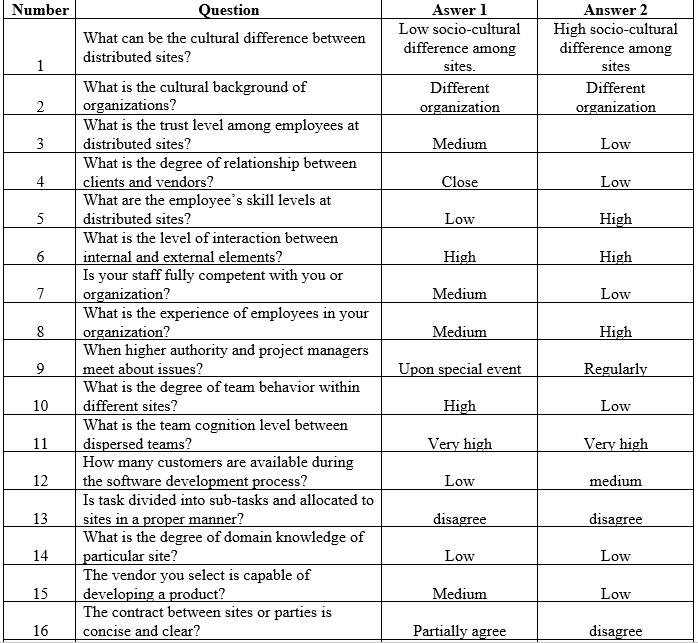 Number Question Aswer 1 Answer 2
1 What can be the cultural difference between distributed sites? Low socio-cultural difference among sites. High socio-cultural difference among sites
2 What is the cultural background of organizations? Different organization Different organization
3 What is the trust level among employees at distributed sites? Medium Low
4 What is the degree of relationship between clients and vendors? Close Low
5 What are the employee's skill levels at distributed sites? Low High
6 What is the level of interaction between internal and external elements? High High
7 Is your staff fully competent with you or organization? Medium Low
8 What is the experience of employees in your organization? Medium High
9 When higher authority and project managers meet about issues? Upon special event Regularly
10 What is the degree of team behavior within different sites? High Low
11 What is the team cognition level between dispersed teams? Very high Very high
12 How many customers are available during the software development process? Low medium
13 Is task divided into sub-tasks and allocated to sites in a proper manner? disagree disagree
14 What is the degree of domain knowledge of particular site? Low Low
15 The vendor you select is capable of developing a product? Medium Low
16 The contract between sites or parties is concise and clear? Partially agree disagree